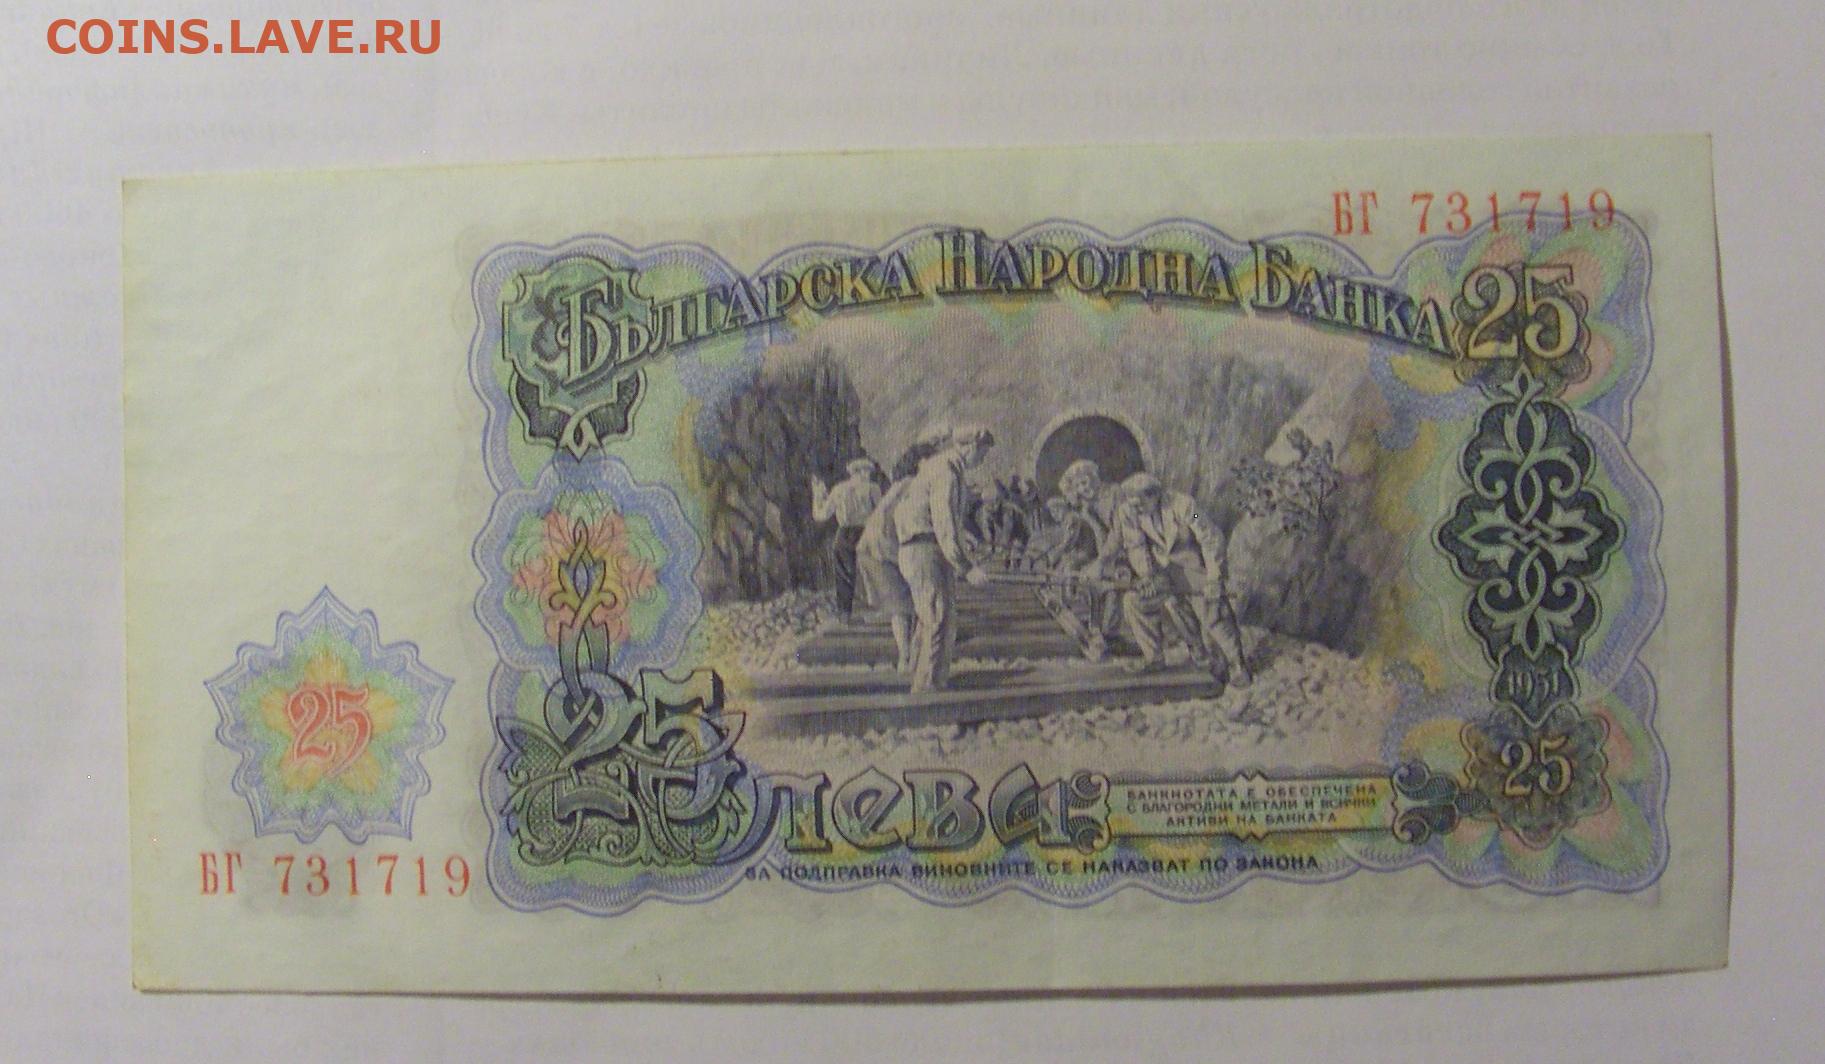 COINS.LAVE.RU
БГ 731719
БЪЛГАРСКА НАРОДНА БАНКА
25
1951
25
25
25 ЛЕВА
БАНКНОТАТА Е ОБЕСПЕЧЕНА
С БЛАГОРОДНИ МЕТАЛИ И ВСИЧКИ
АКТИВИ НА БАНКАТА
ЗА ПОДПРАВКА ВИНОВНИТЕ СЕ НАКАЗВАТ ПО ЗАКОНА
БГ 731719